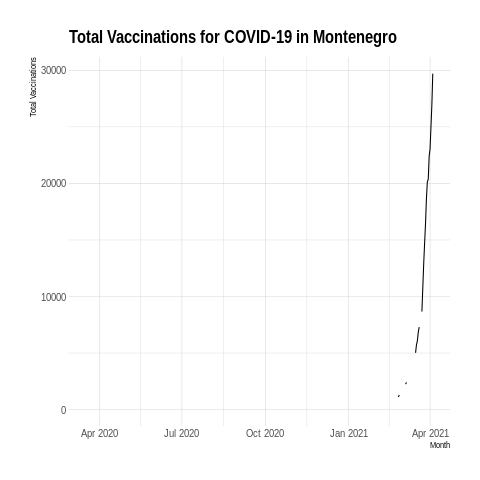 Total Vaccinations for COVID-19 in Montenegro
Total Vaccinations
30000
20000
10000
0
Apr 2020 Jul 2020 Oct 2020 Jan 2021 Apr 2021
Month